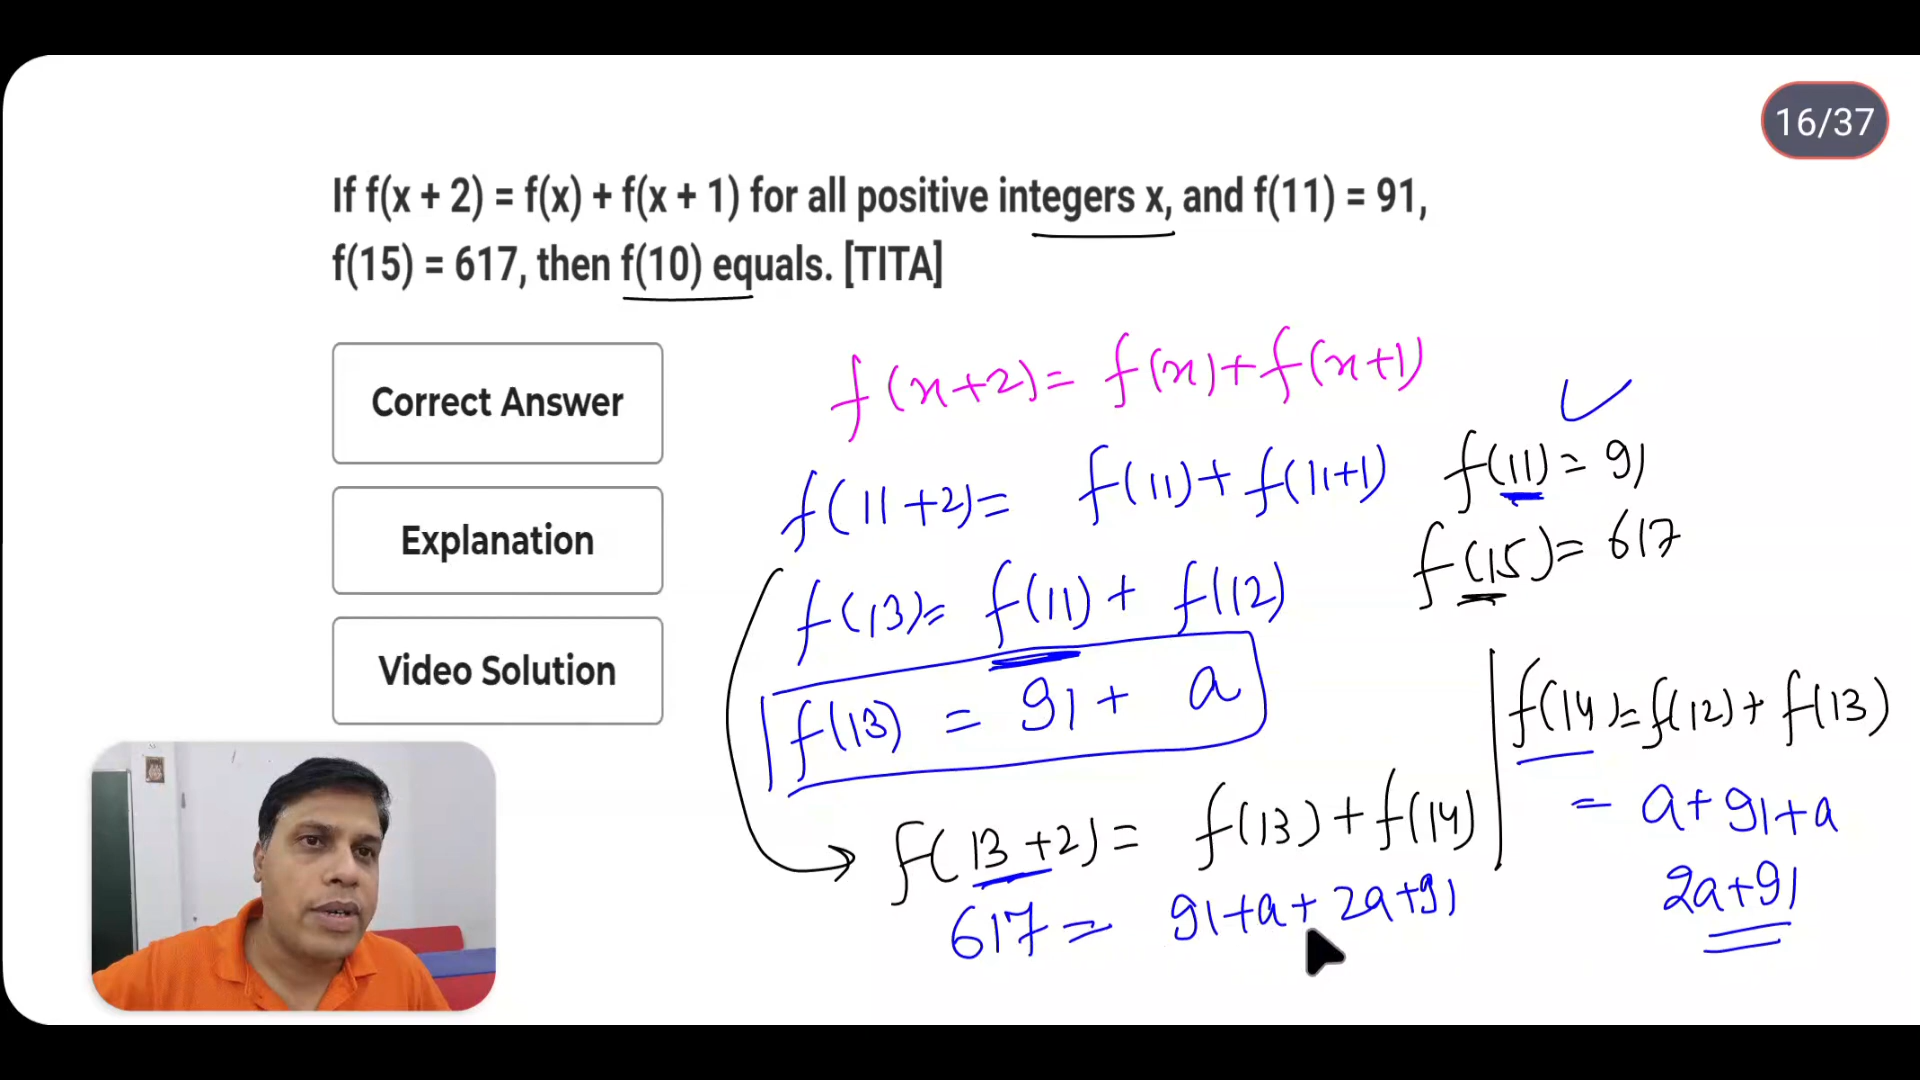 16/37
If f(x + 2) = f(x) + f(x + 1) for all positive integers x, and f(11) = 91,
f(15) = 617, then f(10) equals. [TITA]
Correct Answer
Explanation
Video Solution
f(x+2)= f(x)+f(x+1)
f(11+2)= f(11)+f(11+1)
f(13)= f(11)+ f(12)
f(13) = 91+ a
f(13+2)= f(13)+f(14)
617= 91+a+2a+91
f(11)= 91
f(15)= 617
f(14)=f(12)+f(13)
= a+91+a
2a+91